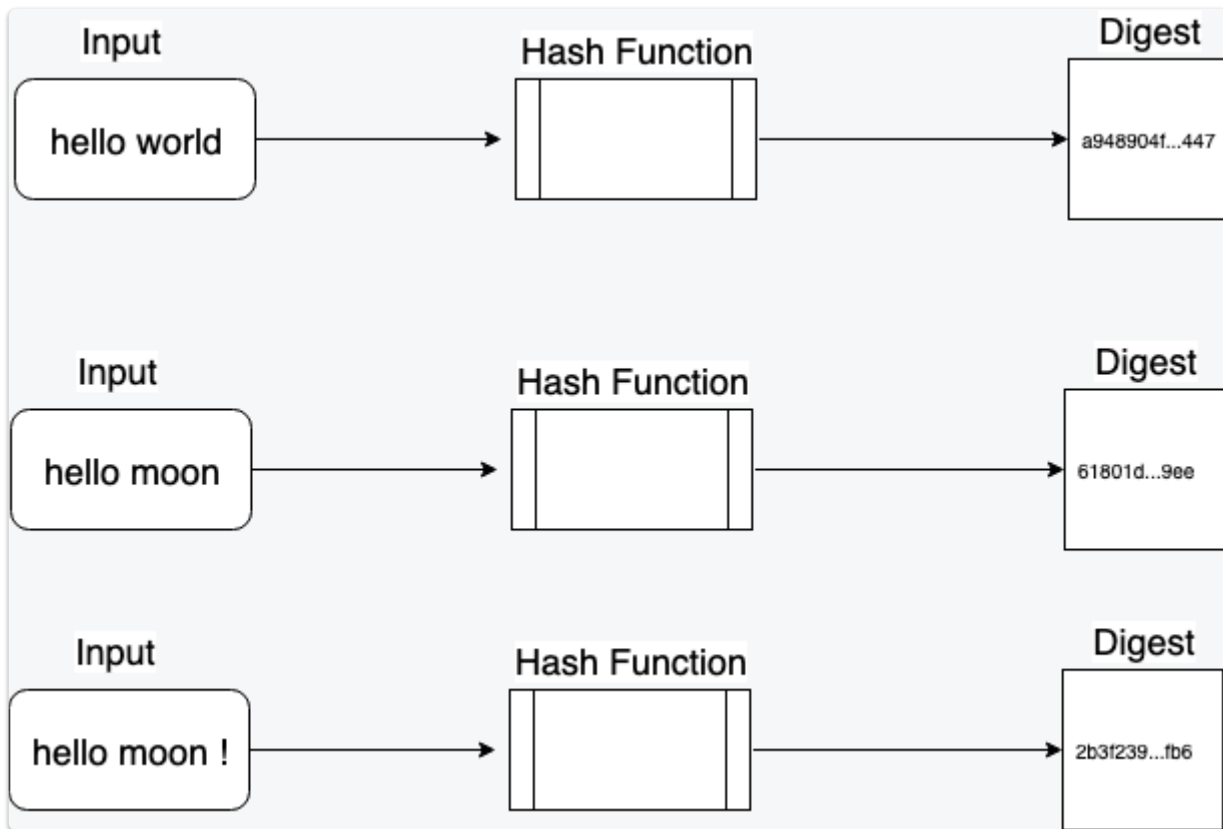 Input
Hash Function
Digest
hello world
a948904f...447
Input
Hash Function
Digest
hello moon
61801d...9ee
Input
Hash Function
Digest
hello moon !
2b3f239...fb6